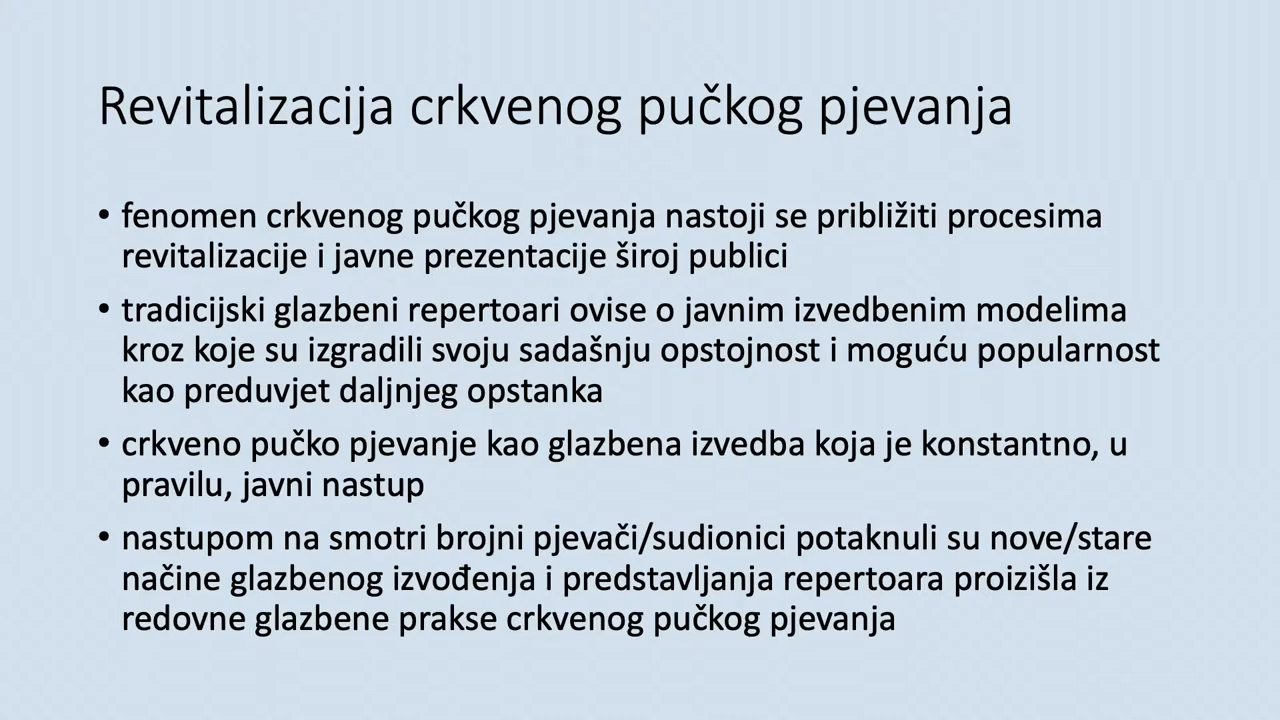 Revitalizacija crkvenog pučkog pjevanja
• fenomen crkvenog pučkog pjevanja nastoji se približiti procesima
revitalizacije i javne prezentacije široj publici
• tradicijski glazbeni repertoari ovise o javnim izvedbenim modelima
kroz koje su izgradili svoju sadašnju opstojnost i moguću popularnost
kao preduvjet daljnjeg opstanka
• crkveno pučko pjevanje kao glazbena izvedba koja je konstantno, u
pravilu, javni nastup
• nastupom na smotri brojni pjevači/sudionici potaknuli su nove/stare
načine glazbenog izvođenja i predstavljanja repertoara proizišla iz
redovne glazbene prakse crkvenog pučkog pjevanja